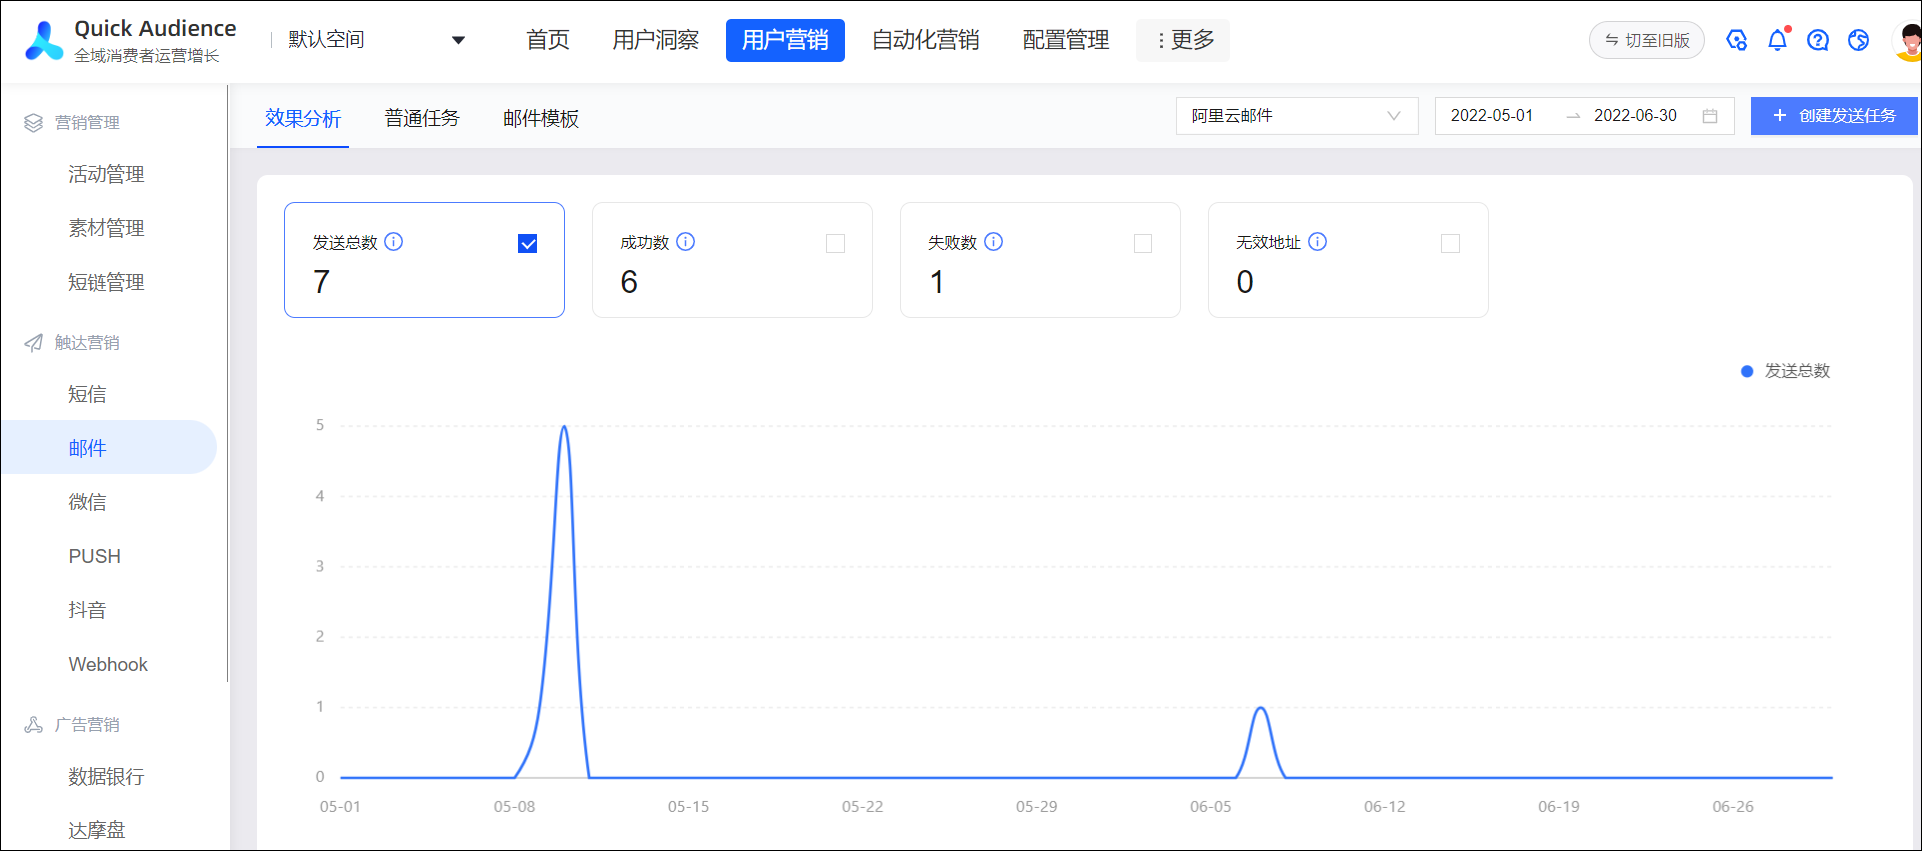 Quick Audience
全域消费者运营增长
默认空间
首页
用户洞察
用户营销
自动化营销
配置管理
更多
切至旧版
营销管理
活动管理
素材管理
短链管理
触达营销
短信
邮件
微信
PUSH
抖音
Webhook
广告营销
数据银行
达摩盘
效果分析
普通任务
邮件模板
阿里云邮件
2022-05-01
2022-06-30
+ 创建发送任务
发送总数
7
成功数
6
失败数
1
无效地址
0
发送总数
5
4
3
2
1
0
05-01
05-08
05-15
05-22
05-29
06-05
06-12
06-19
06-26